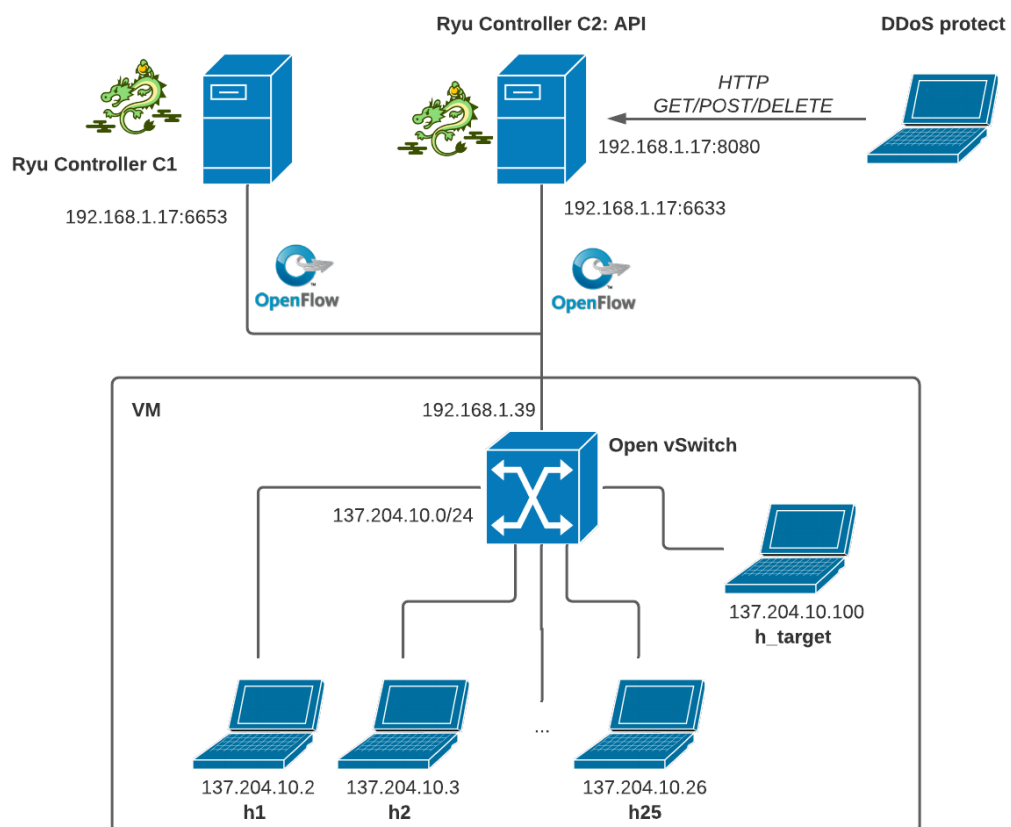 Ryu Controller C2: API
DDoS protect
HTTP
GET/POST/DELETE
192.168.1.17:8080
Ryu Controller C1
192.168.1.17:6653
192.168.1.17:6633
OpenFlow
OpenFlow
VM
192.168.1.39
Open vSwitch
137.204.10.0/24
137.204.10.100
h_target
...
137.204.10.2
h1
137.204.10.3
h2
137.204.10.26
h25